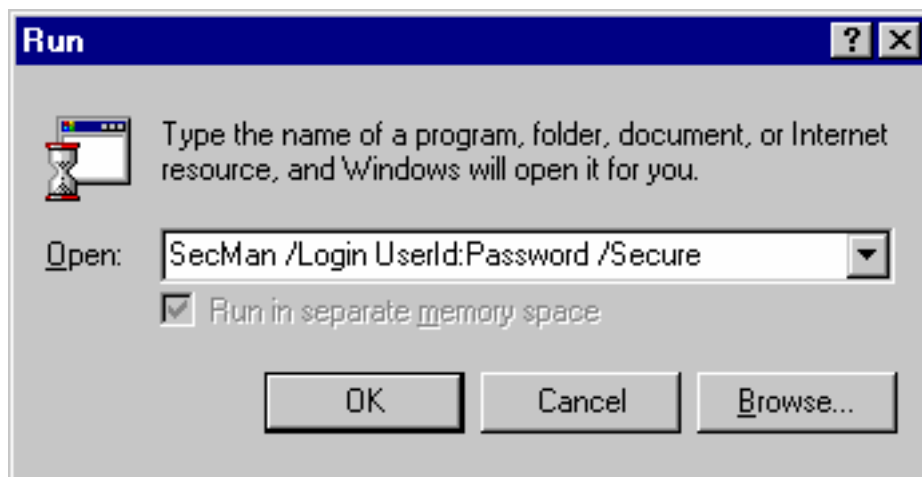 Run
Type the name of a program, folder, document, or Internet
resource, and Windows will open it for you.
Open: SecMan /Login UserId:Password /Secure
Run in separate memory space
OK Cancel Browse...